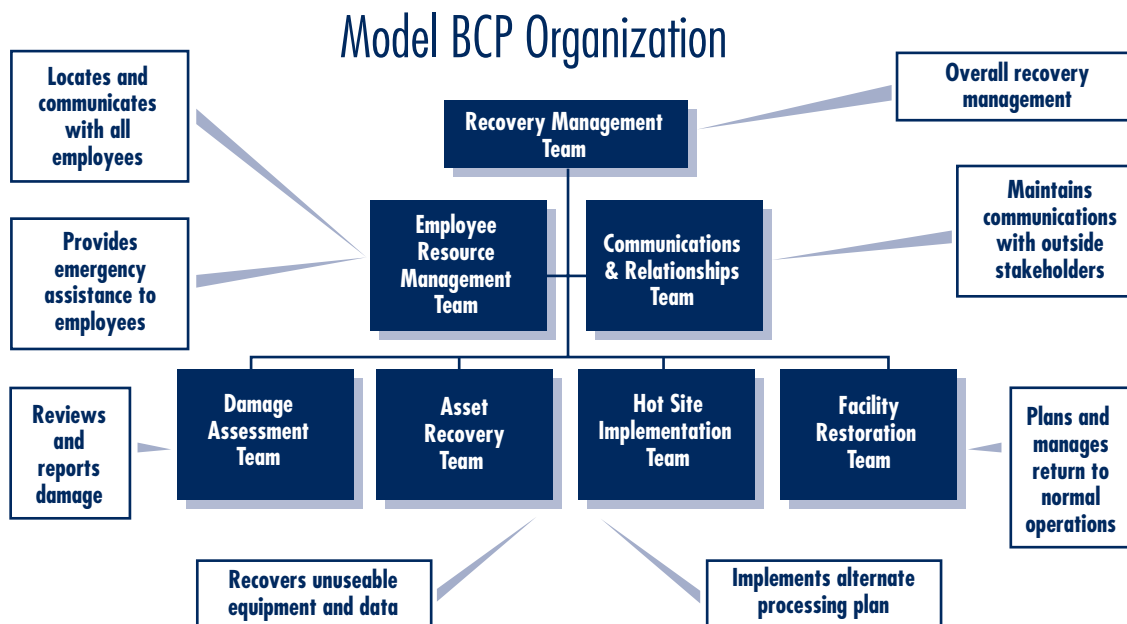 Model BCP Organization
Locates and
communicates
with all
employees
Overall recovery
management
Recovery Management
Team
Provides
emergency
assistance to
employees
Employee
Resource
Management
Team
Communications
& Relationships
Team
Maintains
communications
with outside
stakeholders
Reviews
and
reports
damage
Damage
Assessment
Team
Asset
Recovery
Team
Hot Site
Implementation
Team
Facility
Restoration
Team
Plans and
manages
return to
normal
operations
Recovers unuseable
equipment and data
Implements alternate
processing plan